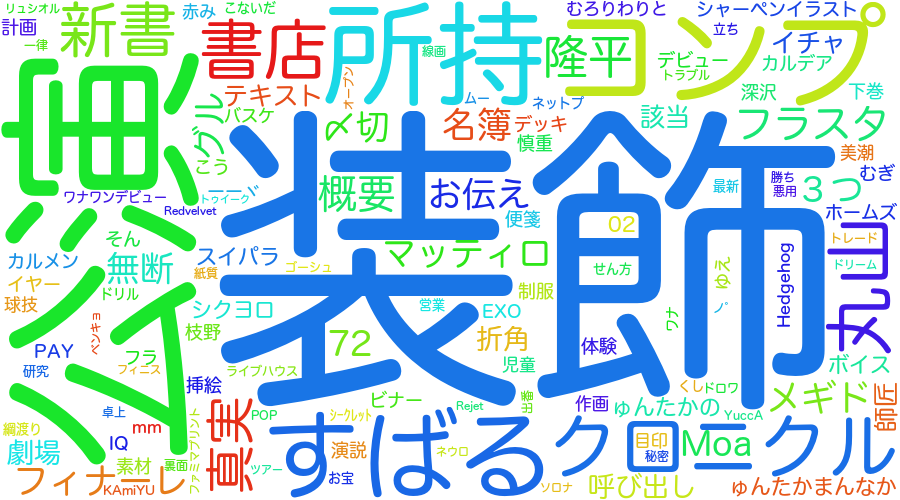 リュシオル
こないだ
計画
赤み
一律
新書
書店
所持
むろりわりと
シャーペンイラスト
立ち
イチャ
コンプ
隆平
デビュー
トラブル
カルデア
線画
オープン
ムー
ネットプ
テキスト
バスケ
グル
こう
〆切
名簿
デッキ
慎重
該当
深沢
下巻
フラスタ
美潮
むぎ
勝ち
悪用
最新
3つ
ワナワンデビュー
Redvelvet
トゥイーク
概要
お伝え
便箋
装飾
公演
ホームズ
トレード
ドリーム
丸山
そん
カルメン
無断
スイパラ
紙質
ゴーシュ
マッティロ
02
せん方
ゆえ
Hedgehog
イヤー
球技
ドリル
シクヨロ
枝野
営業
EXO
制服
ワナ
ペンキョ
PAY
フラ
フィニス
研究
72
折角
体験
児童
ボイス
ライブハウス
挿絵
ビナー
Rejet
出番
作画
くし
ドロワ
メギド
師匠
YuccA
ゅんたかの
卓上
綱渡り
mm
IQ
劇場
素材
裏面
ファミマプリント
真実
POP
シークレット
演説
ツアー
お宝
すばる
ネウロ
クロニクル
目印
秘密
Moa
フィナーレ
KAmiYU
ソロナ
呼び出し
ゅんたかまんなか